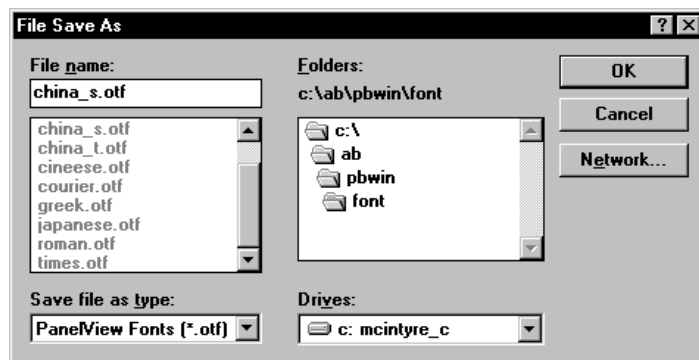 File Save As
File name:
china_s.otf
china_s.otf
china_t.otf
cineese.otf
courier.otf
greek.otf
japanese.otf
roman.otf
times.otf
Save file as type:
PanelView Fonts (*.otf)
Folders:
c:\ab\pbwin\font
c:\
ab
pbwin
font
Drives:
c: mcintyre_c
OK
Cancel
Network...